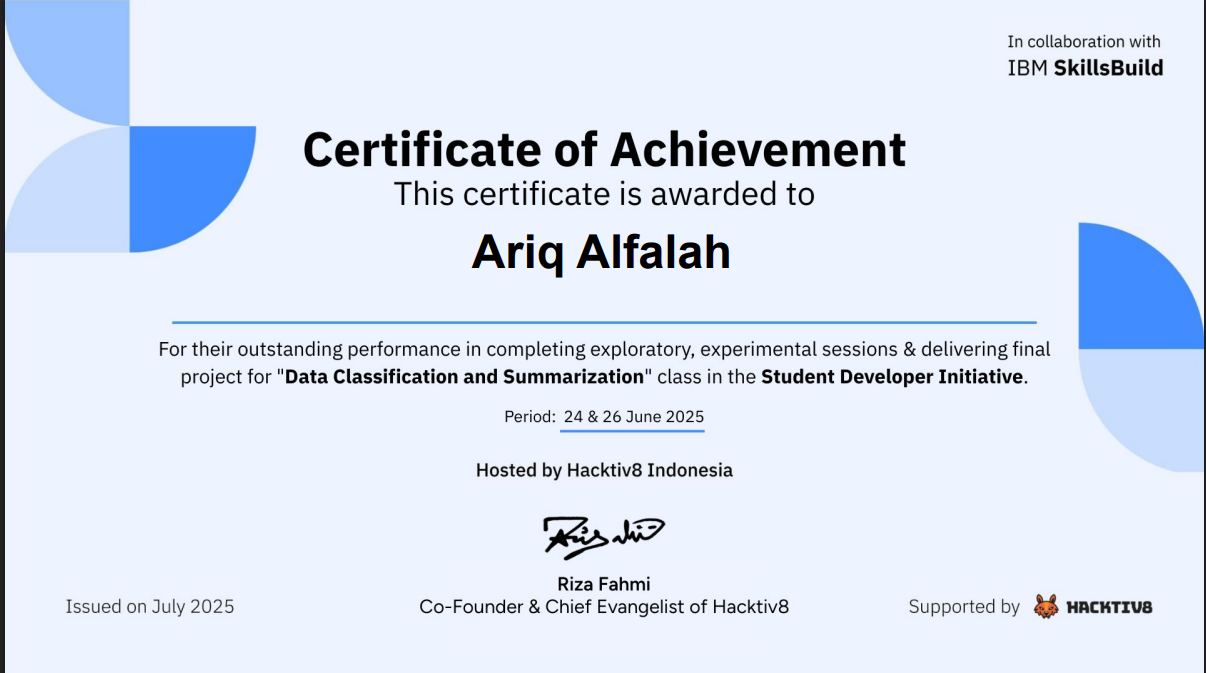 In collaboration with
IBM SkillsBuild
Certificate of Achievement
This certificate is awarded to
Ariq Alfalah
For their outstanding performance in completing exploratory, experimental sessions & delivering final
project for "Data Classification and Summarization" class in the Student Developer Initiative.
Period: 24 & 26 June 2025
Hosted by Hacktiv8 Indonesia
Riza Fahmi
Co-Founder & Chief Evangelist of Hacktiv8
Issued on July 2025
Supported by HACKTIV8